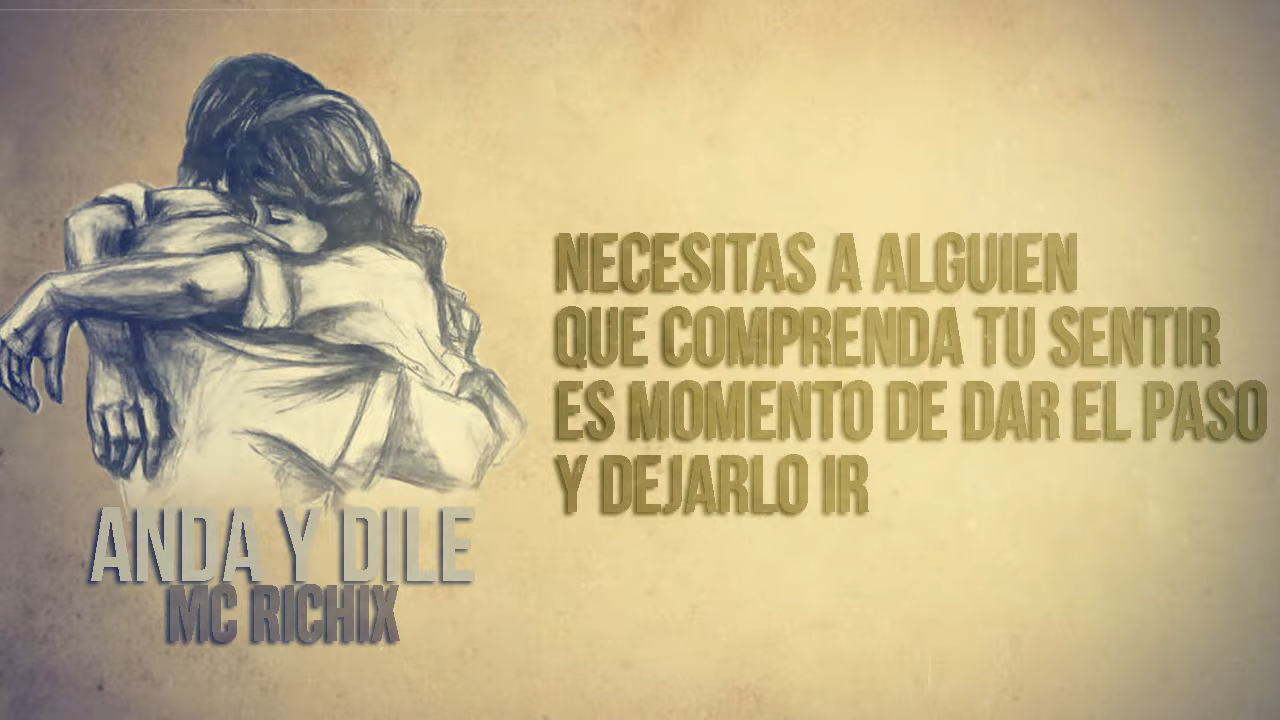 NECESITAS A ALGUIEN
QUE COMPRENDA TU SENTIR
ES MOMENTO DE DAR EL PASO
Y DEJARLO IR
ANDA Y DILE
MC RICHIX